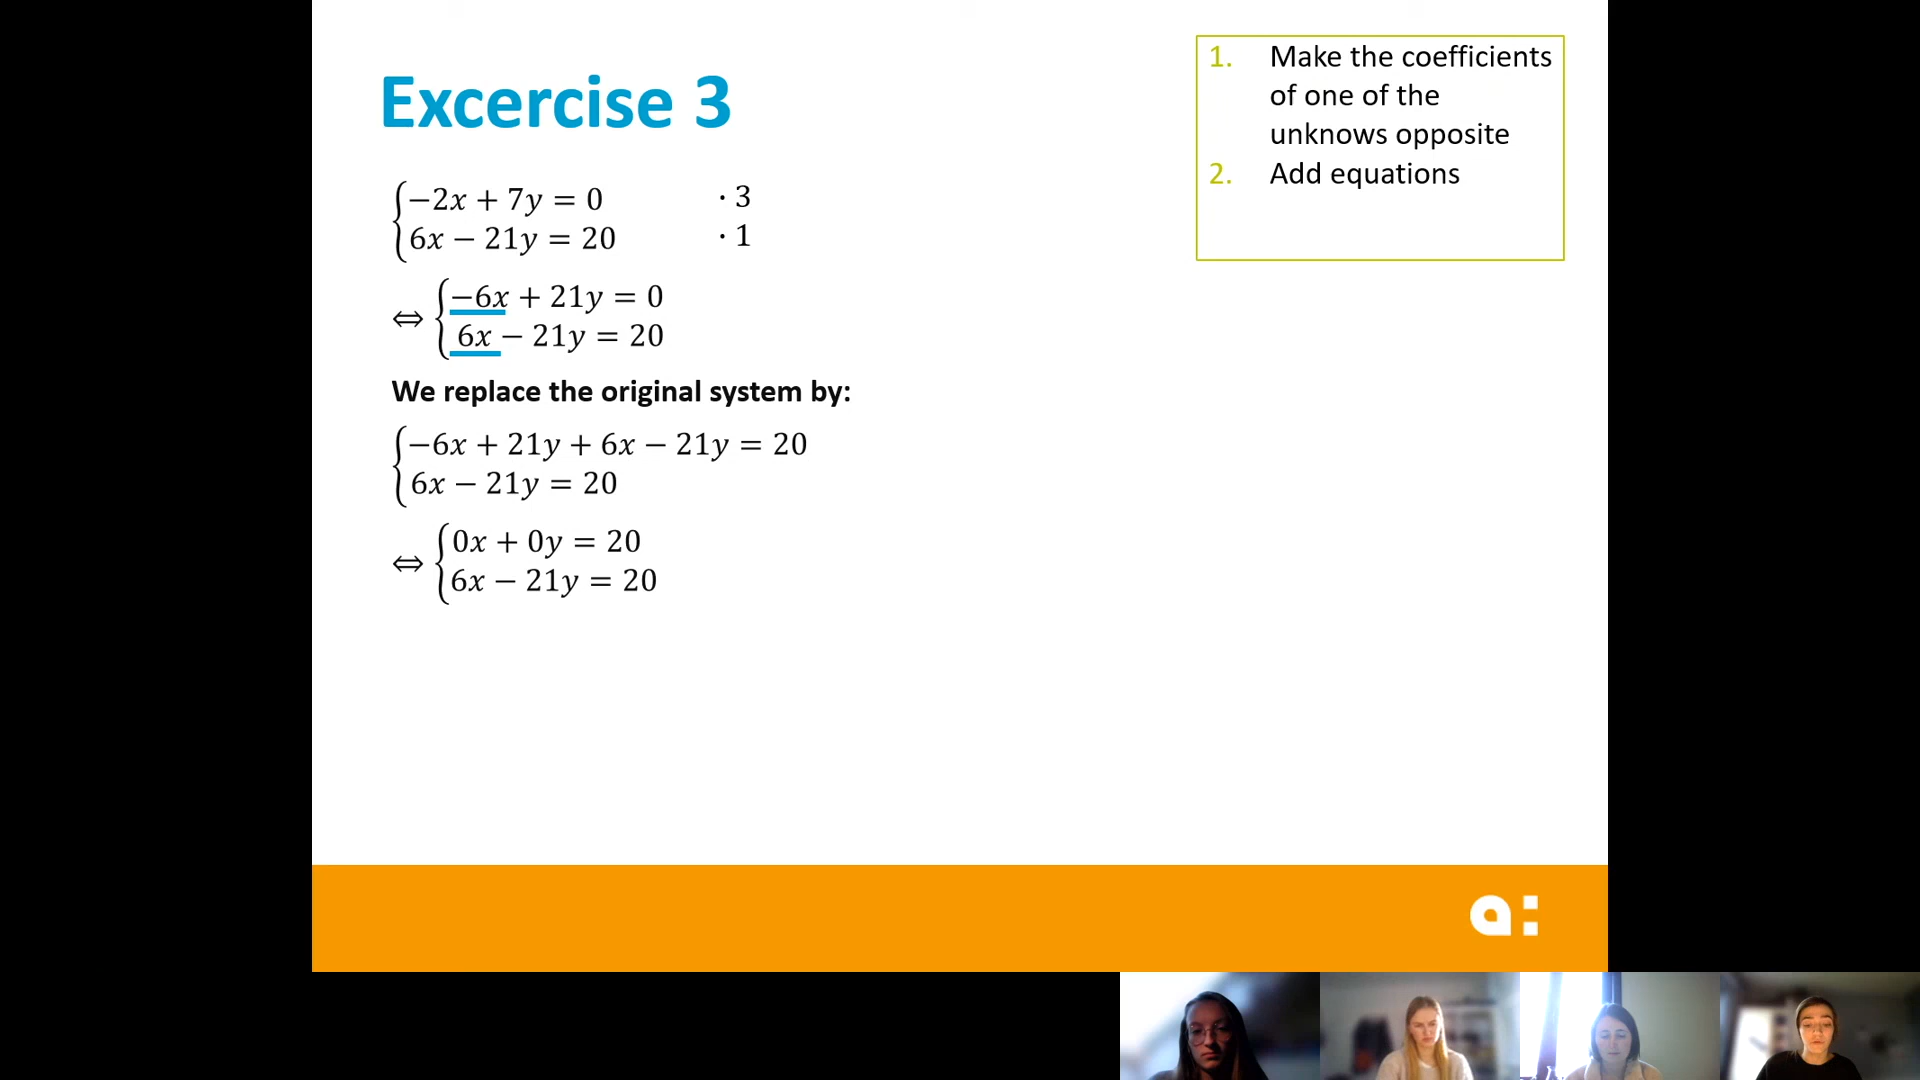 Excercise 3
1. Make the coefficients
of one of the
unknows opposite
2. Add equations
−2x + 7y = 0 · 3
6x − 21y = 20 · 1
⇔ −6x + 21y = 0
6x − 21y = 20
We replace the original system by:
−6x + 21y + 6x − 21y = 20
6x − 21y = 20
⇔ 0x + 0y = 20
6x − 21y = 20
a: